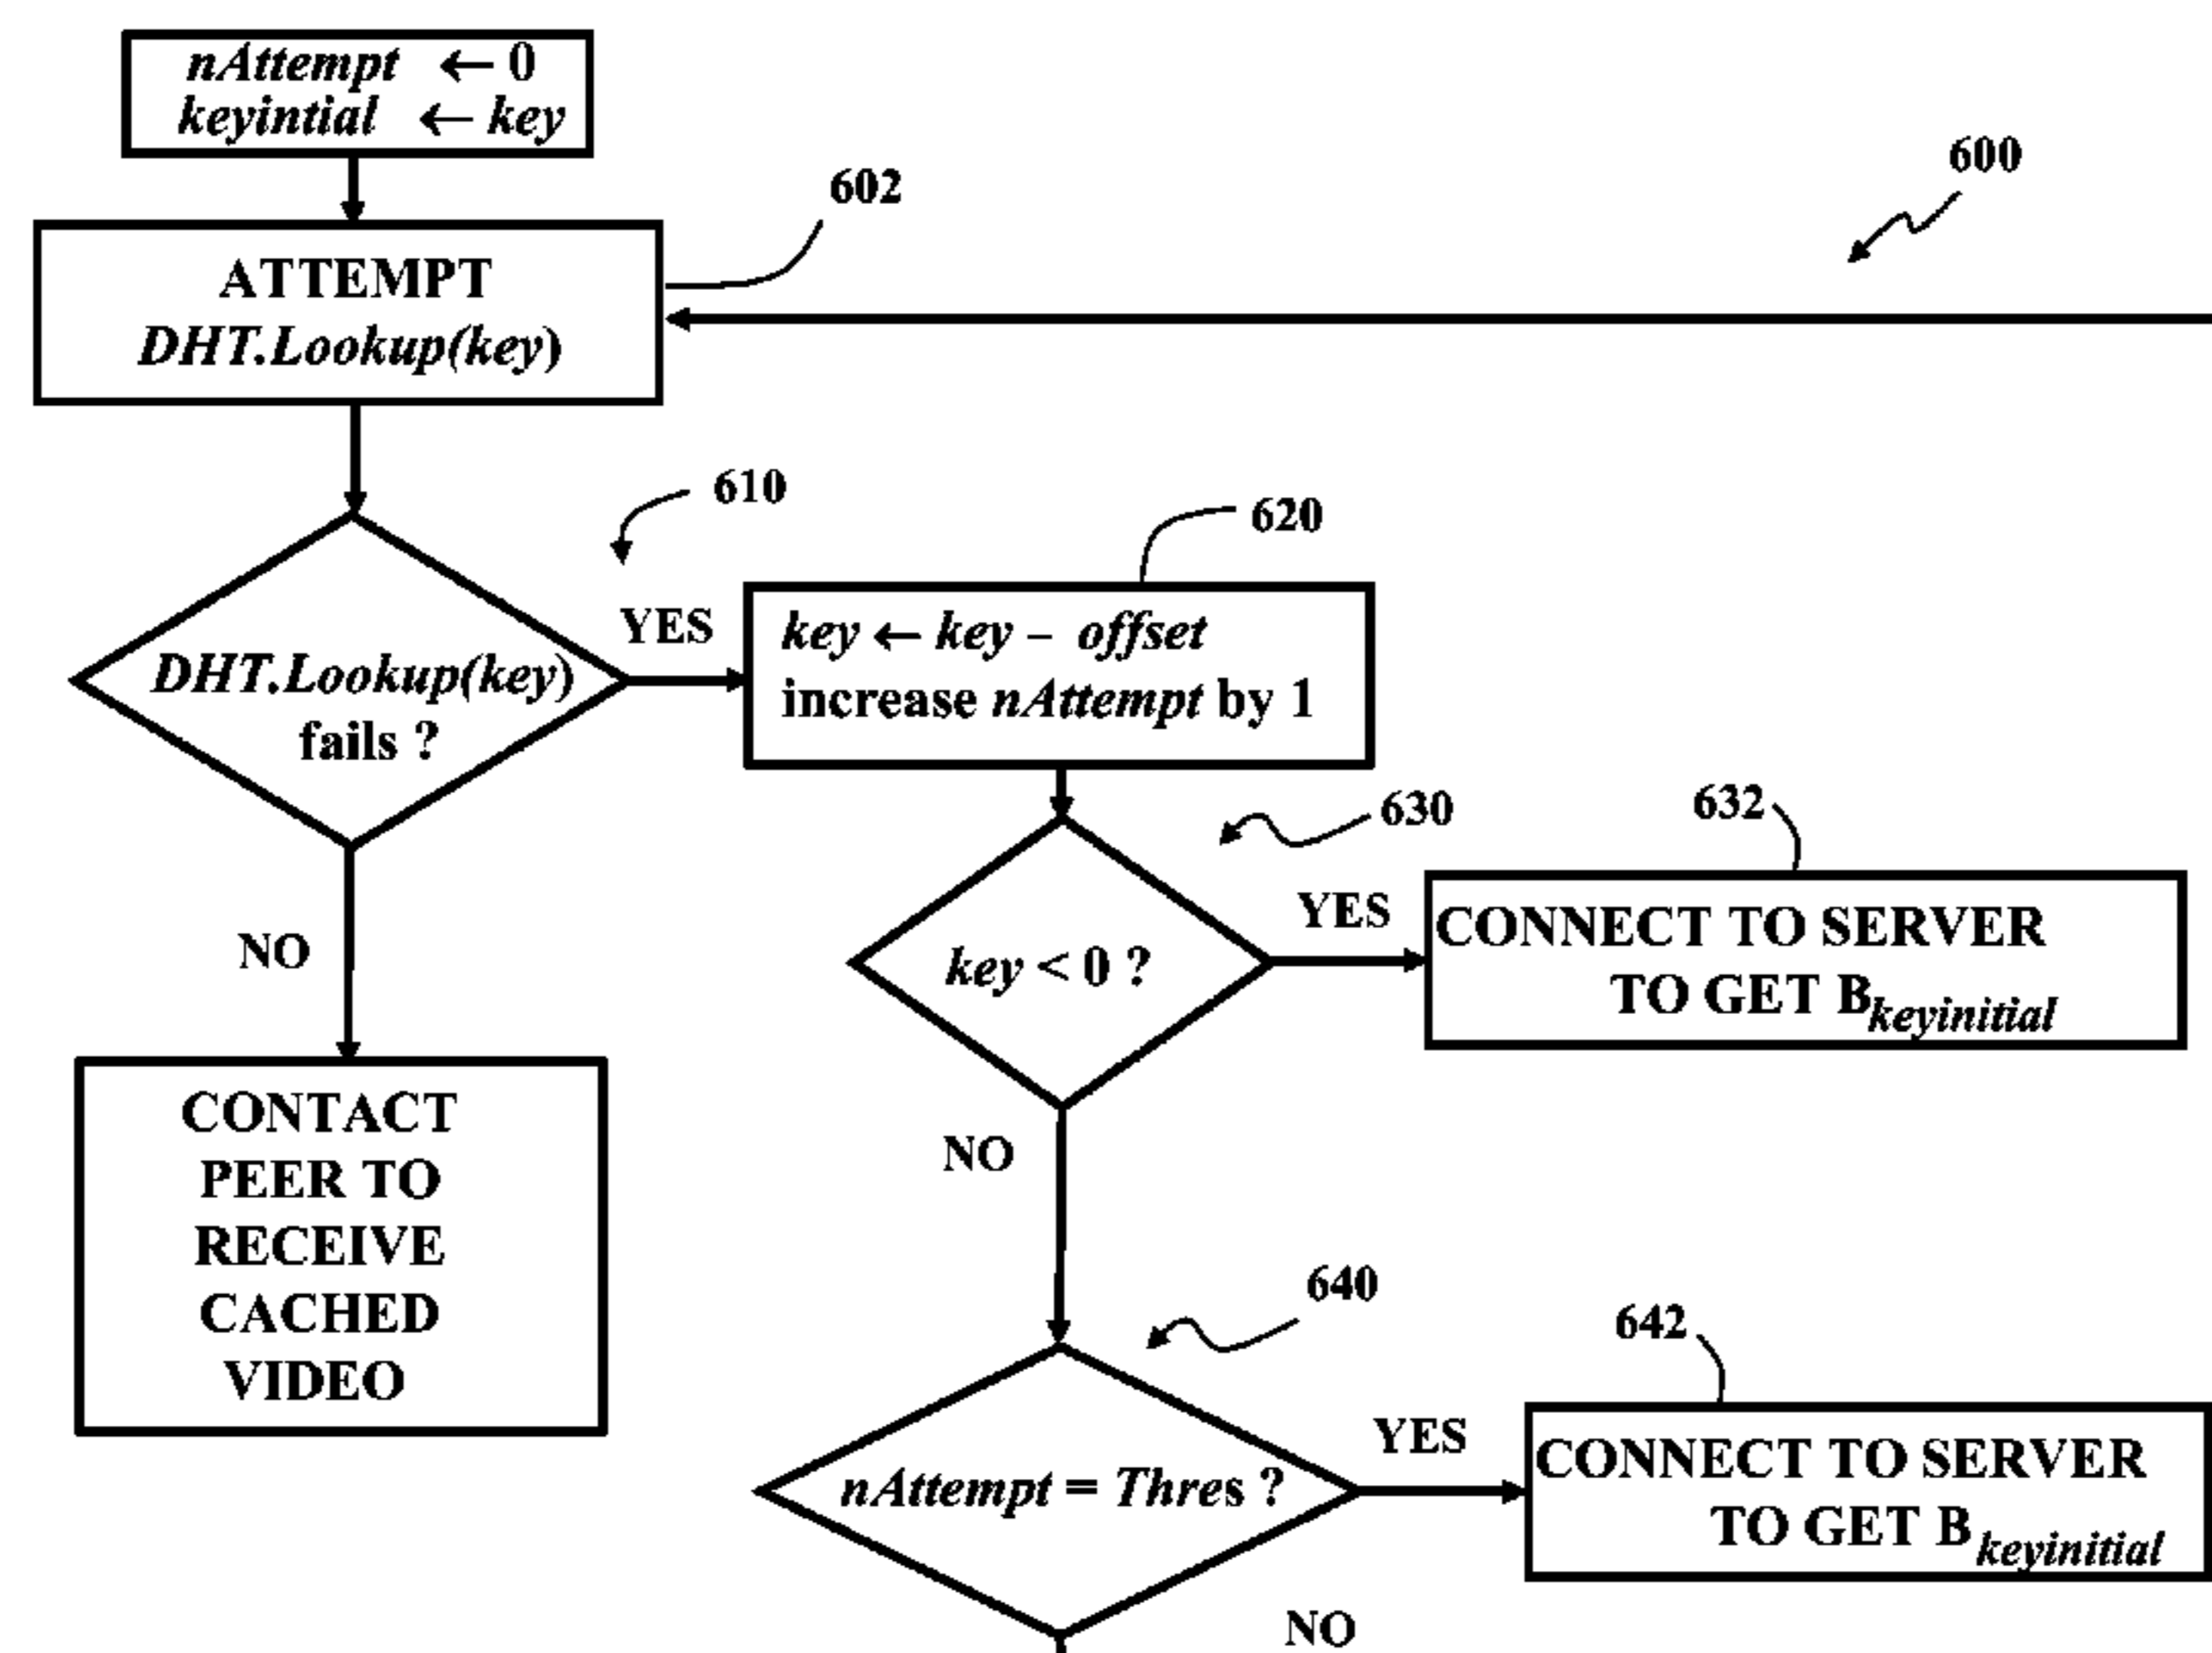 nAttempt ← 0
keyintial ← key
602
600
ATTEMPT
DHT.Lookup(key)
610
620
YES
key ← key – offset
increase nAttempt by 1
DHT.Lookup(key)
fails ?
630
632
YES
CONNECT TO SERVER
TO GET Bkeyinitial
key < 0 ?
NO
CONTACT
PEER TO
RECEIVE
CACHED
VIDEO
NO
640
642
YES
CONNECT TO SERVER
TO GET Bkeyinitial
nAttempt = Thres ?
NO